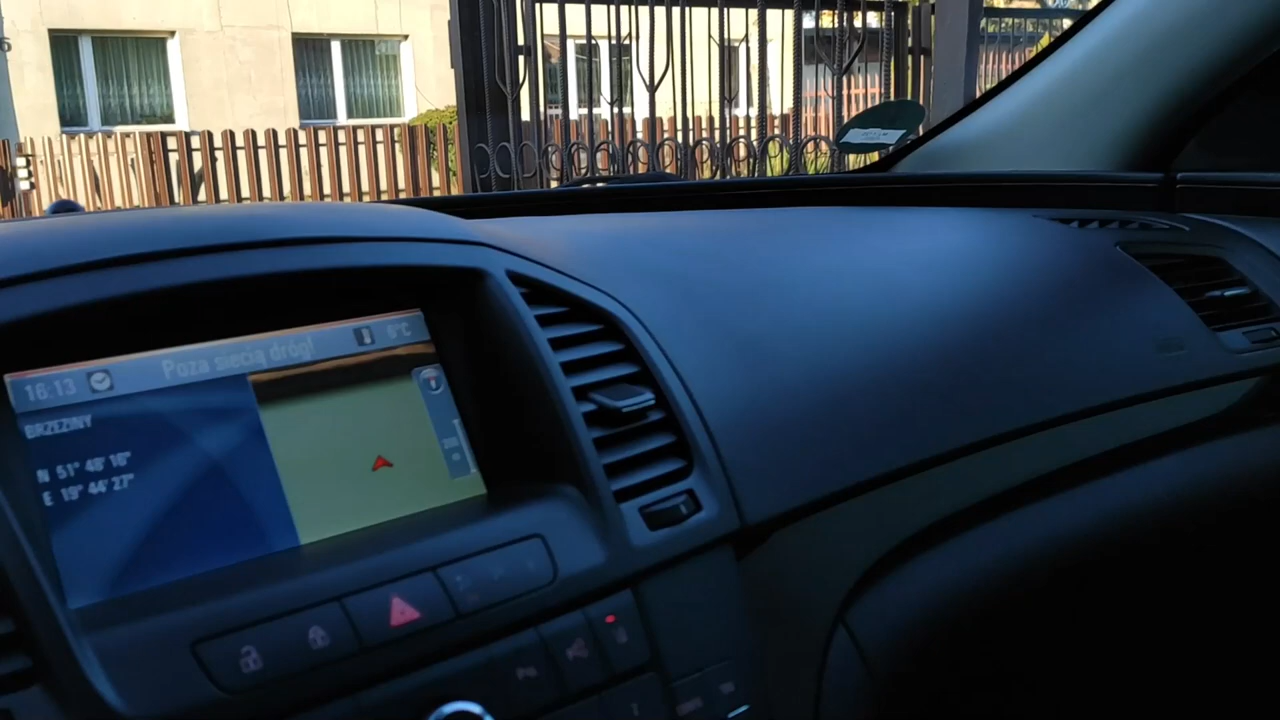 16:13 Poza siecią dróg! 6°C
BRZEZINY
N 51° 48' 16"
E 19° 44' 27"